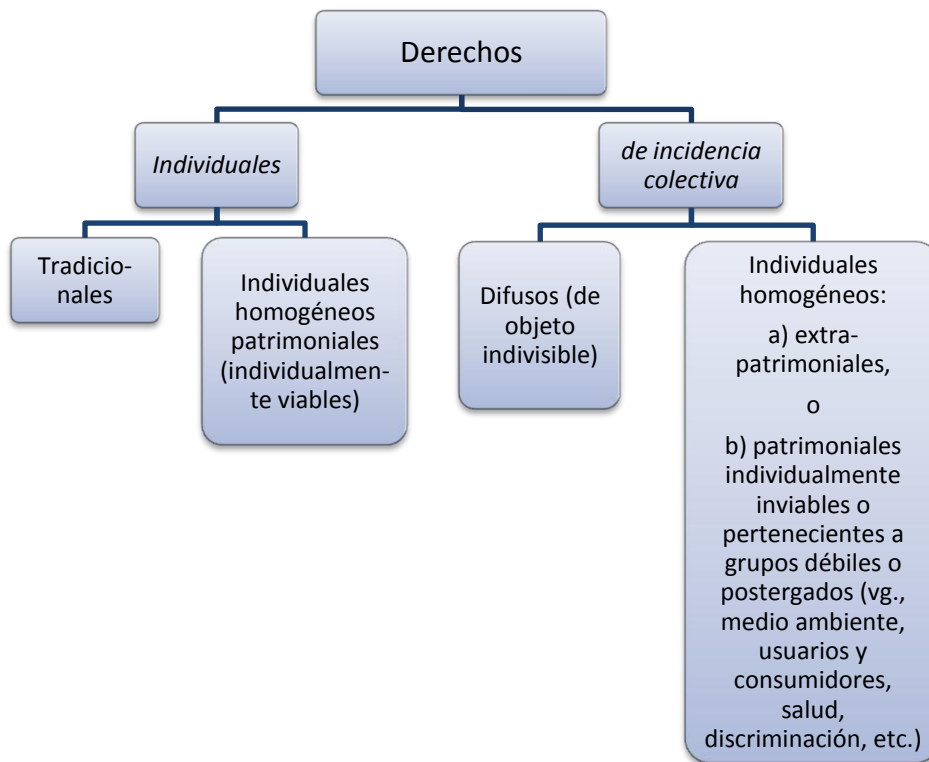 Derechos
Individuales
de incidencia
colectiva
Tradicio-
nales
Individuales
homogéneos
patrimoniales
(individualmen-
te viables)
Difusos (de
objeto
indivisible)
Individuales
homogéneos:
a) extra-
patrimoniales,
o
b) patrimoniales
individualmente
inviables o
pertenecientes a
grupos débiles o
postergados (vg.,
medio ambiente,
usuarios y
consumidores,
salud,
discriminación, etc.)